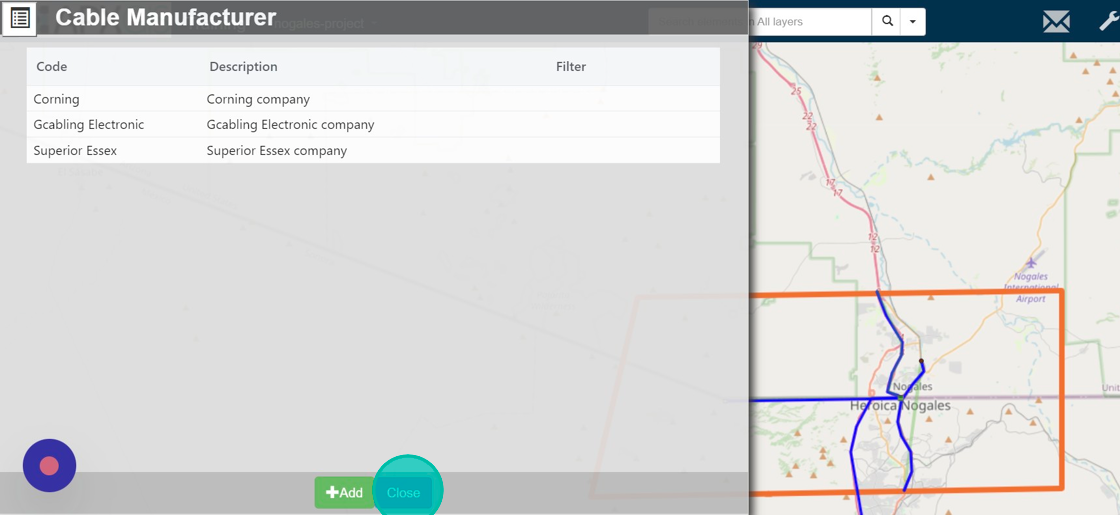 Cable Manufacturer
nogales-project
All layers
Code Description Filter
Corning Corning company
Gcabling Electronic Gcabling Electronic company
Superior Essex Superior Essex company
Add
Close
29
25
22
22
17
17
12
12
Nogales
International
Airport
Nogales
Heroica Nogales
Unit